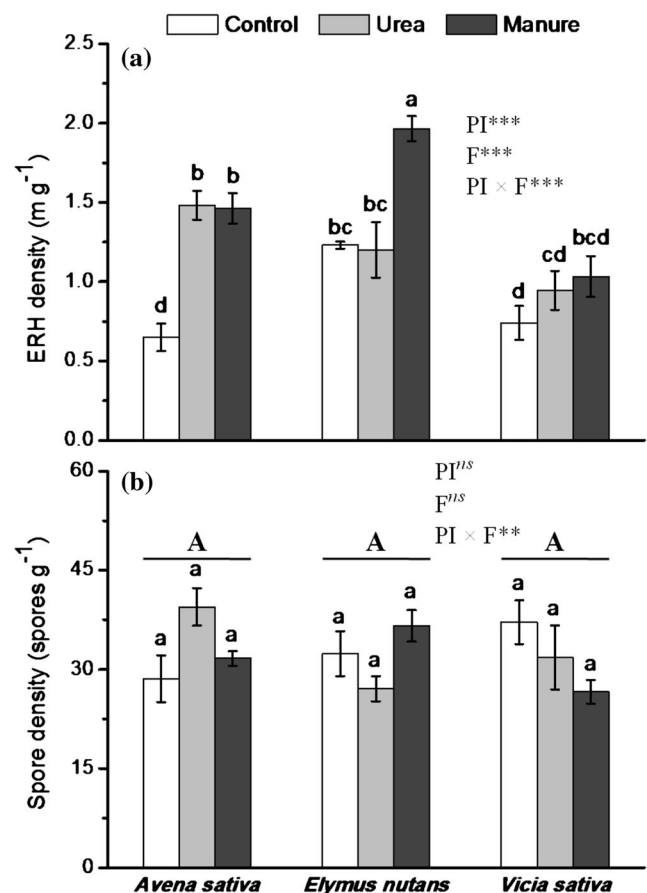 Control Urea Manure
(a)
ERH density (m g⁻¹)
2.5
2.0
1.5
1.0
0.5
0.0
d b b
bc bc a
d cd bcd
PI***
F***
PI × F***
(b)
Spore density (spores g⁻¹)
60
45
30
15
0
A A A
a a a
a a a
a a a
PIⁿˢ
Fⁿˢ
PI × F**
Avena sativa Elymus nutans Vicia sativa